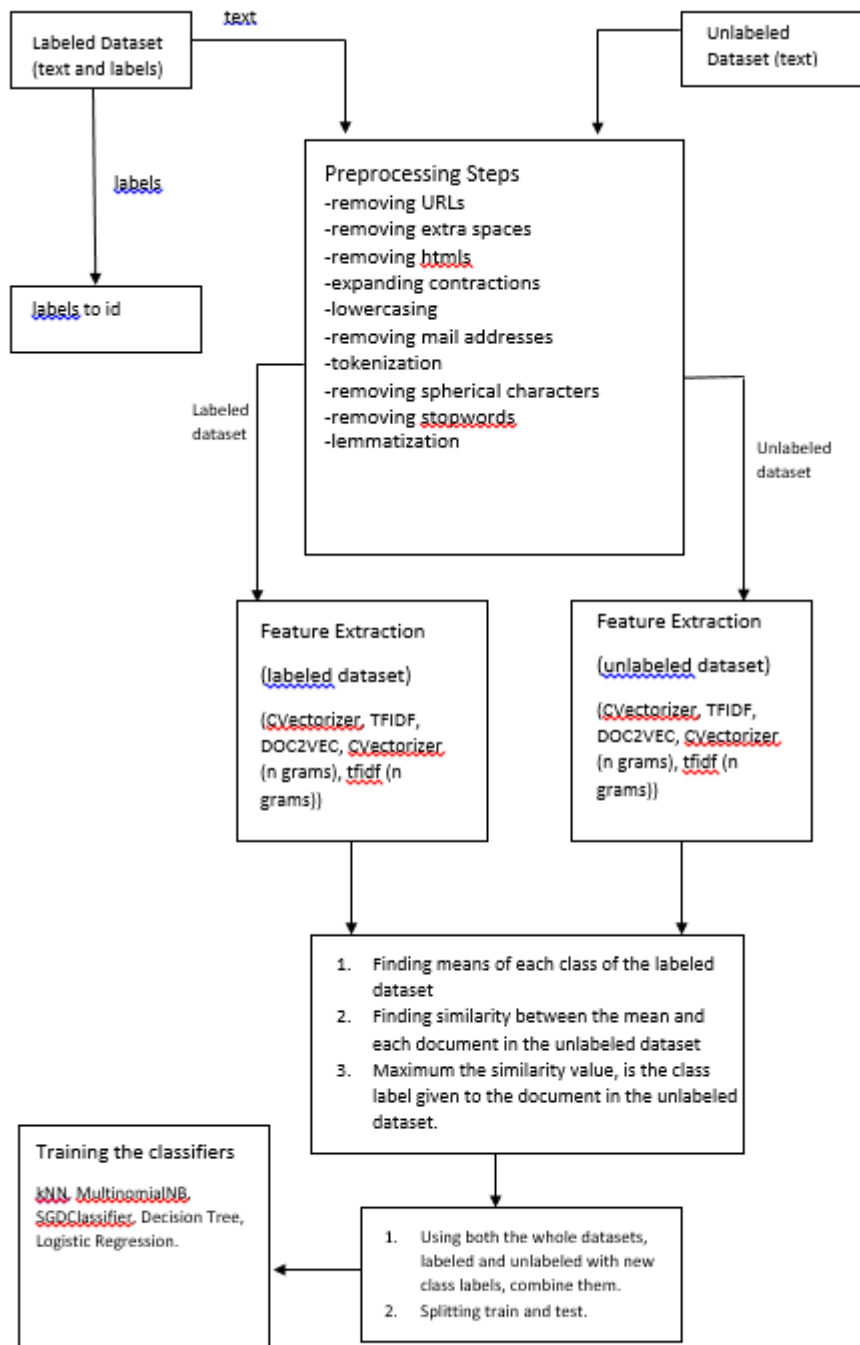 text
Labeled Dataset
(text and labels)
Unlabeled
Dataset (text)
labels
labels to id
Preprocessing Steps
-removing URLs
-removing extra spaces
-removing htmls
-expanding contractions
-lowercasing
-removing mail addresses
-tokenization
-removing spherical characters
-removing stopwords
-lemmatization
Labeled
dataset
Unlabeled
dataset
Feature Extraction
(labeled dataset)
(CVectorizer, TFIDF,
DOC2VEC, CVectorizer
(n grams), tfidf (n
grams))
Feature Extraction
(unlabeled dataset)
(CVectorizer, TFIDF,
DOC2VEC, CVectorizer
(n grams), tfidf (n
grams))
1. Finding means of each class of the labeled
dataset
2. Finding similarity between the mean and
each document in the unlabeled dataset
3. Maximum the similarity value, is the class
label given to the document in the unlabeled
dataset.
Training the classifiers
kNN, MultinomialNB,
SGDClassifier, Decision Tree,
Logistic Regression.
1. Using both the whole datasets,
labeled and unlabeled with new
class labels, combine them.
2. Splitting train and test.